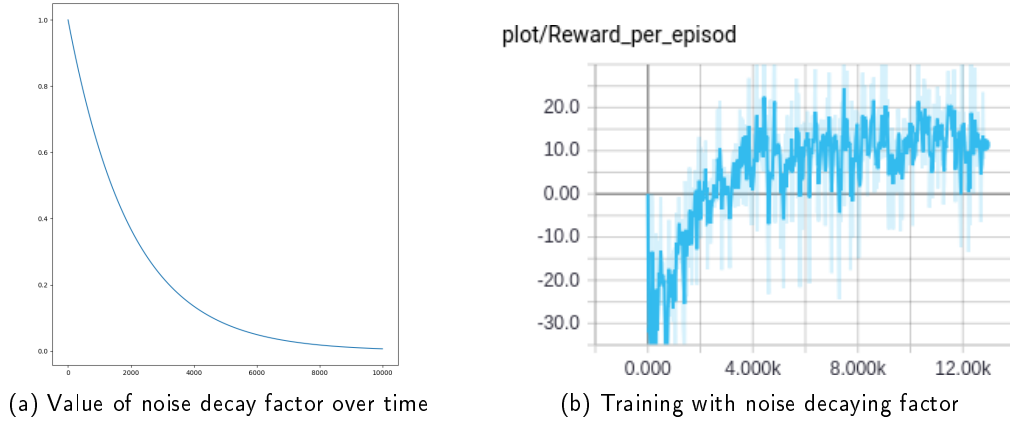 1.0
0.8
0.6
0.4
0.2
0.0
0 2000 4000 6000 8000 10000
(a) Value of noise decay factor over time
plot/Reward_per_episod
20.0
10.0
0.00
-10.0
-20.0
-30.0
0.000 4.000k 8.000k 12.00k
(b) Training with noise decaying factor